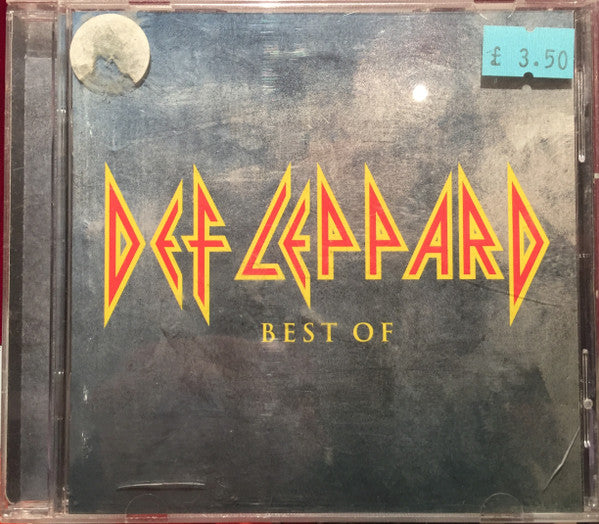 £ 3.50
DEF LEPPARD
BEST OF